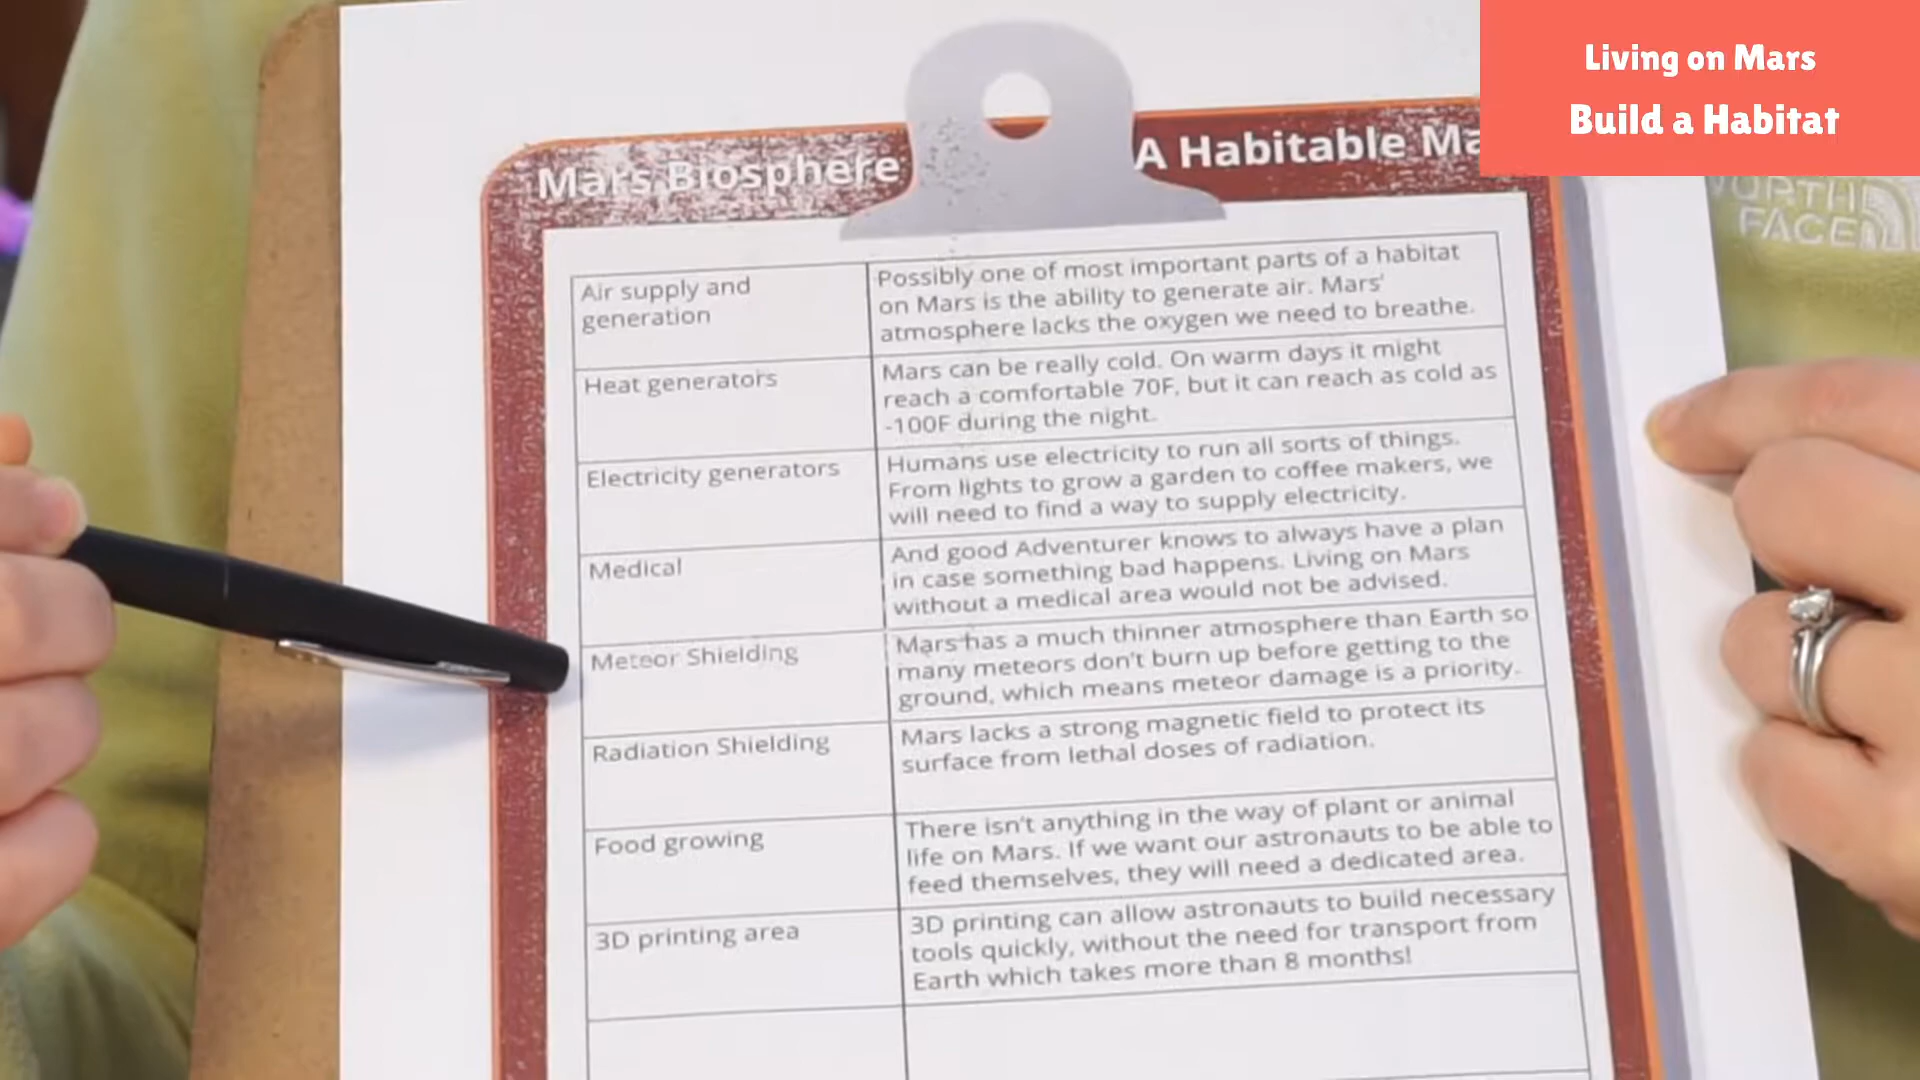 Living on Mars
Build a Habitat
Mars Biosphere
A Habitable
NORTH
FACE
Air supply and
generation
Possibly one of most important parts of a habitat
on Mars is the ability to generate air. Mars'
atmosphere lacks the oxygen we need to breathe.
Heat generators
Mars can be really cold. On warm days it might
reach a comfortable 70F, but it can reach as cold as
-100F during the night.
Electricity generators
Humans use electricity to run all sorts of things.
From lights to grow a garden to coffee makers, we
will need to find a way to supply electricity.
Medical
And good Adventurer knows to always have a plan
in case something bad happens. Living on Mars
without a medical area would not be advised.
Meteor Shielding
Mars has a much thinner atmosphere than Earth so
many meteors don't burn up before getting to the
ground, which means meteor damage is a priority.
Radiation Shielding
Mars lacks a strong magnetic field to protect its
surface from lethal doses of radiation.
Food growing
There isn't anything in the way of plant or animal
life on Mars. If we want our astronauts to be able to
feed themselves, they will need a dedicated area.
3D printing area
3D printing can allow astronauts to build necessary
tools quickly, without the need for transport from
Earth which takes more than 8 months!